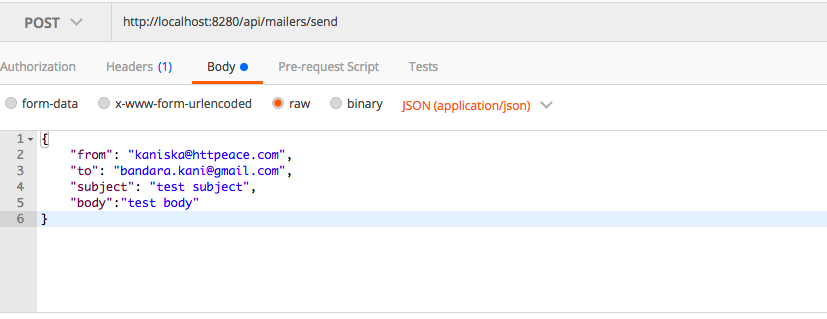 POST http://localhost:8280/api/mailers/send
Authorization Headers (1) Body Pre-request Script Tests
form-data x-www-form-urlencoded raw binary JSON (application/json)
1 {
2 "from": "kaniska@httpeace.com",
3 "to": "bandara.kani@gmail.com",
4 "subject": "test subject",
5 "body":"test body"
6 }